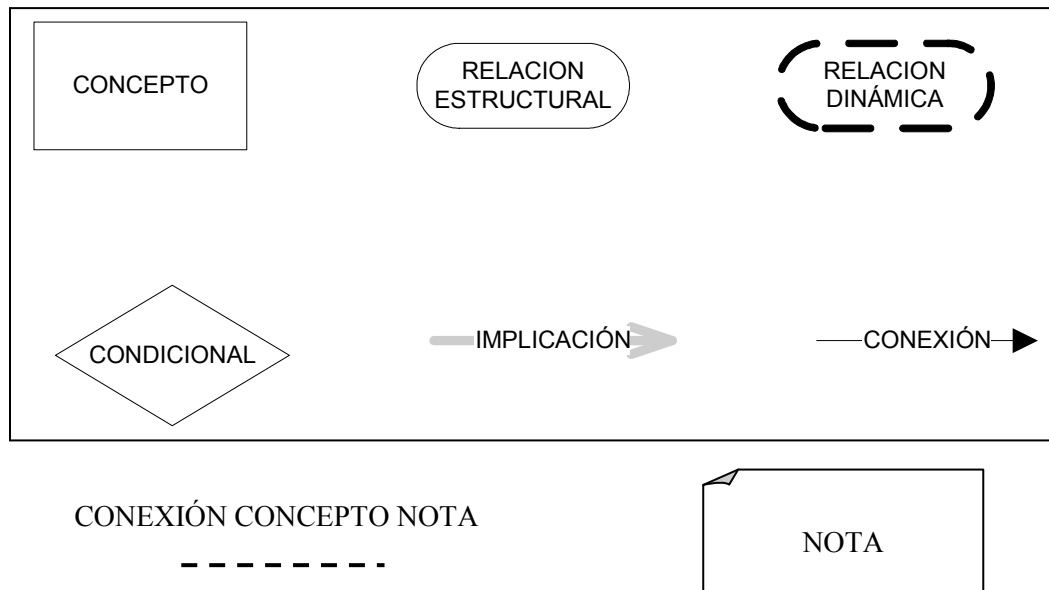 CONCEPTO
RELACION
ESTRUCTURAL
RELACION
DINÁMICA
CONDICIONAL
IMPLICACIÓN
CONEXIÓN
CONEXIÓN CONCEPTO NOTA
NOTA